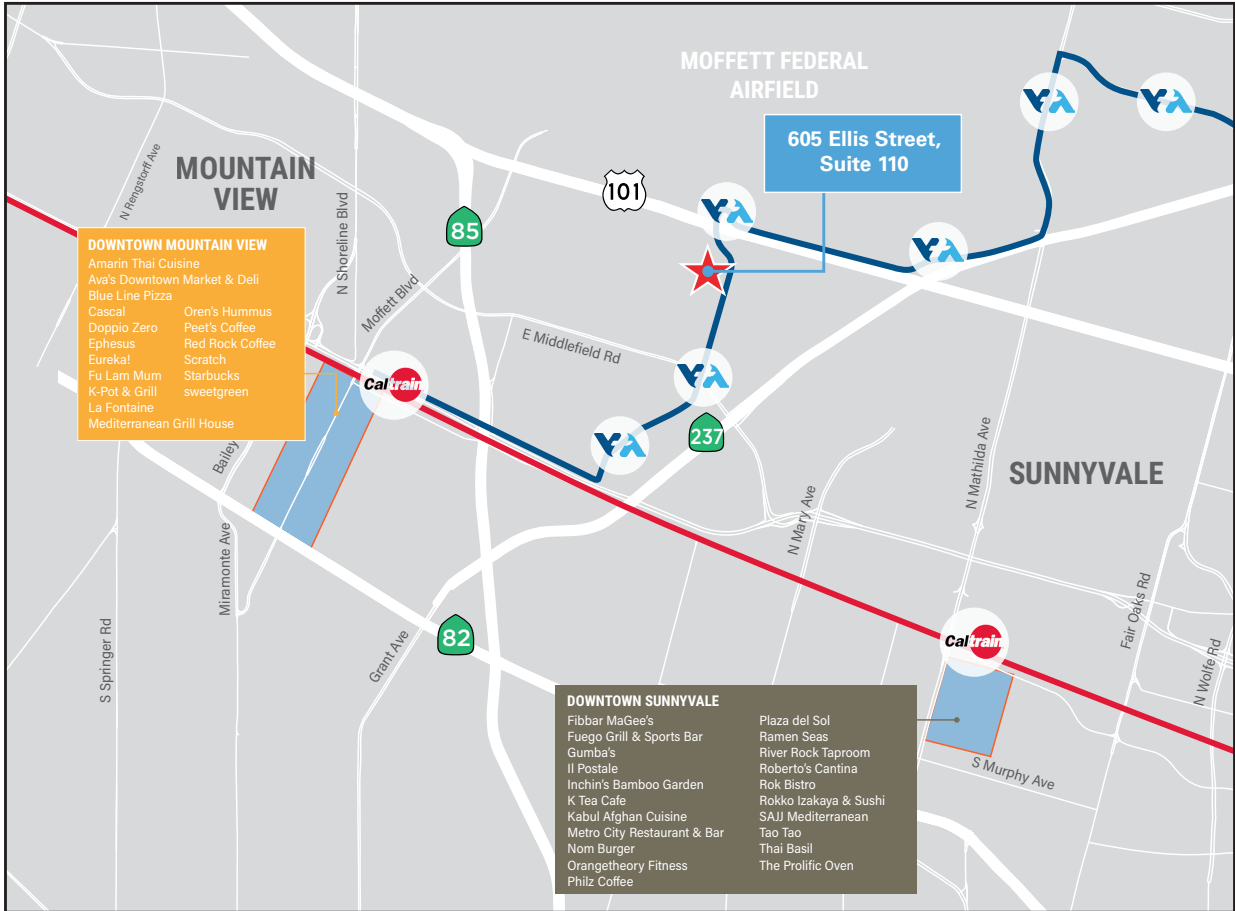 MOFFETT FEDERAL
AIRFIELD
605 Ellis Street,
Suite 110
MOUNTAIN
VIEW
N Rengstorff Ave
N Shoreline Blvd
Moffett Blvd
101
85
VTA
VTA
VTA
VTA
VTA
VTA
DOWNTOWN MOUNTAIN VIEW
Amarin Thai Cuisine
Ava's Downtown Market & Deli
Blue Line Pizza
Cascal
Doppio Zero
Ephesus
Eureka!
Fu Lam Mum
K-Pot & Grill
La Fontaine
Mediterranean Grill House
Oren's Hummus
Peet's Coffee
Red Rock Coffee
Scratch
Starbucks
sweetgreen
E Middlefield Rd
Caltrain
237
Bailey
Miramonte Ave
S Springer Rd
Grant Ave
82
N Mary Ave
N Mathilda Ave
SUNNYVALE
Fair Oaks Rd
N Wolfe Rd
Caltrain
S Murphy Ave
DOWNTOWN SUNNYVALE
Fibbar MaGee's
Fuego Grill & Sports Bar
Gumba's
Il Postale
Inchin's Bamboo Garden
K Tea Cafe
Kabul Afghan Cuisine
Metro City Restaurant & Bar
Nom Burger
Orangetheory Fitness
Philz Coffee
Plaza del Sol
Ramen Seas
River Rock Taproom
Roberto's Cantina
Rok Bistro
Rokko Izakaya & Sushi
SAJJ Mediterranean
Tao Tao
Thai Basil
The Prolific Oven